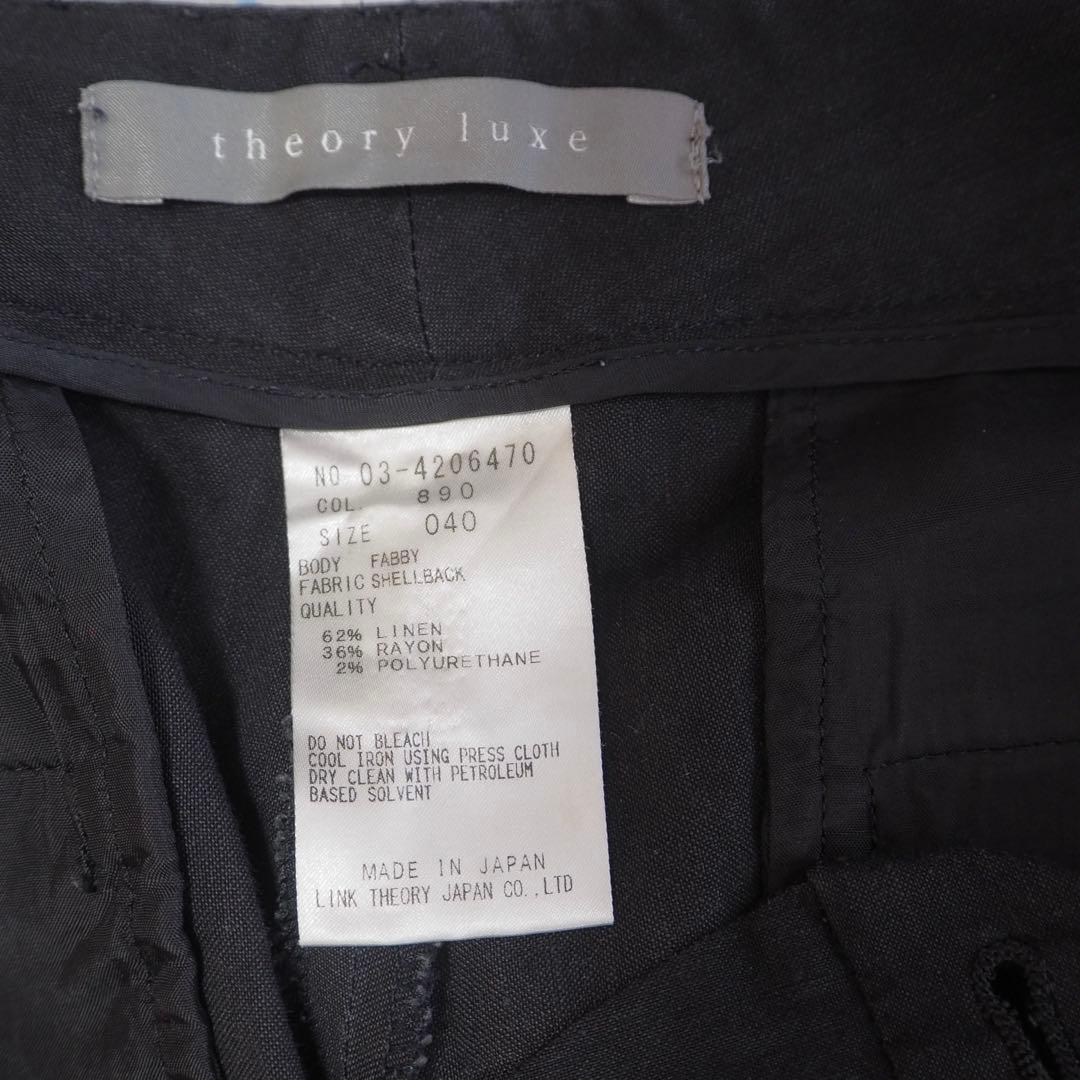 theory luxe
NO 03-4206470
COL. 890
SIZE 040
BODY FABBY
FABRIC SHELLBACK
QUALITY
62% LINEN
36% RAYON
2% POLYURETHANE
DO NOT BLEACH
COOL IRON USING PRESS CLOTH
DRY CLEAN WITH PETROLEUM
BASED SOLVENT
MADE IN JAPAN
LINK THEORY JAPAN CO.,LTD